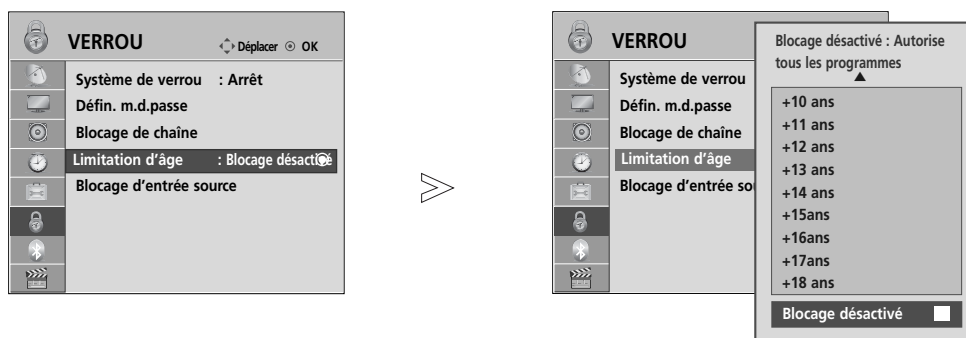 VERROU
Déplacer OK
Système de verrou : Arrêt
Défin. m.d.passe
Blocage de chaîne
Limitation d’âge : Blocage désactivé
Blocage d’entrée source
VERROU
Système de verrou
Défin. m.d.passe
Blocage de chaîne
Limitation d’âge
Blocage d’entrée sou
Blocage désactivé : Autorise
tous les programmes
+10 ans
+11 ans
+12 ans
+13 ans
+14 ans
+15ans
+16ans
+17ans
+18 ans
Blocage désactivé